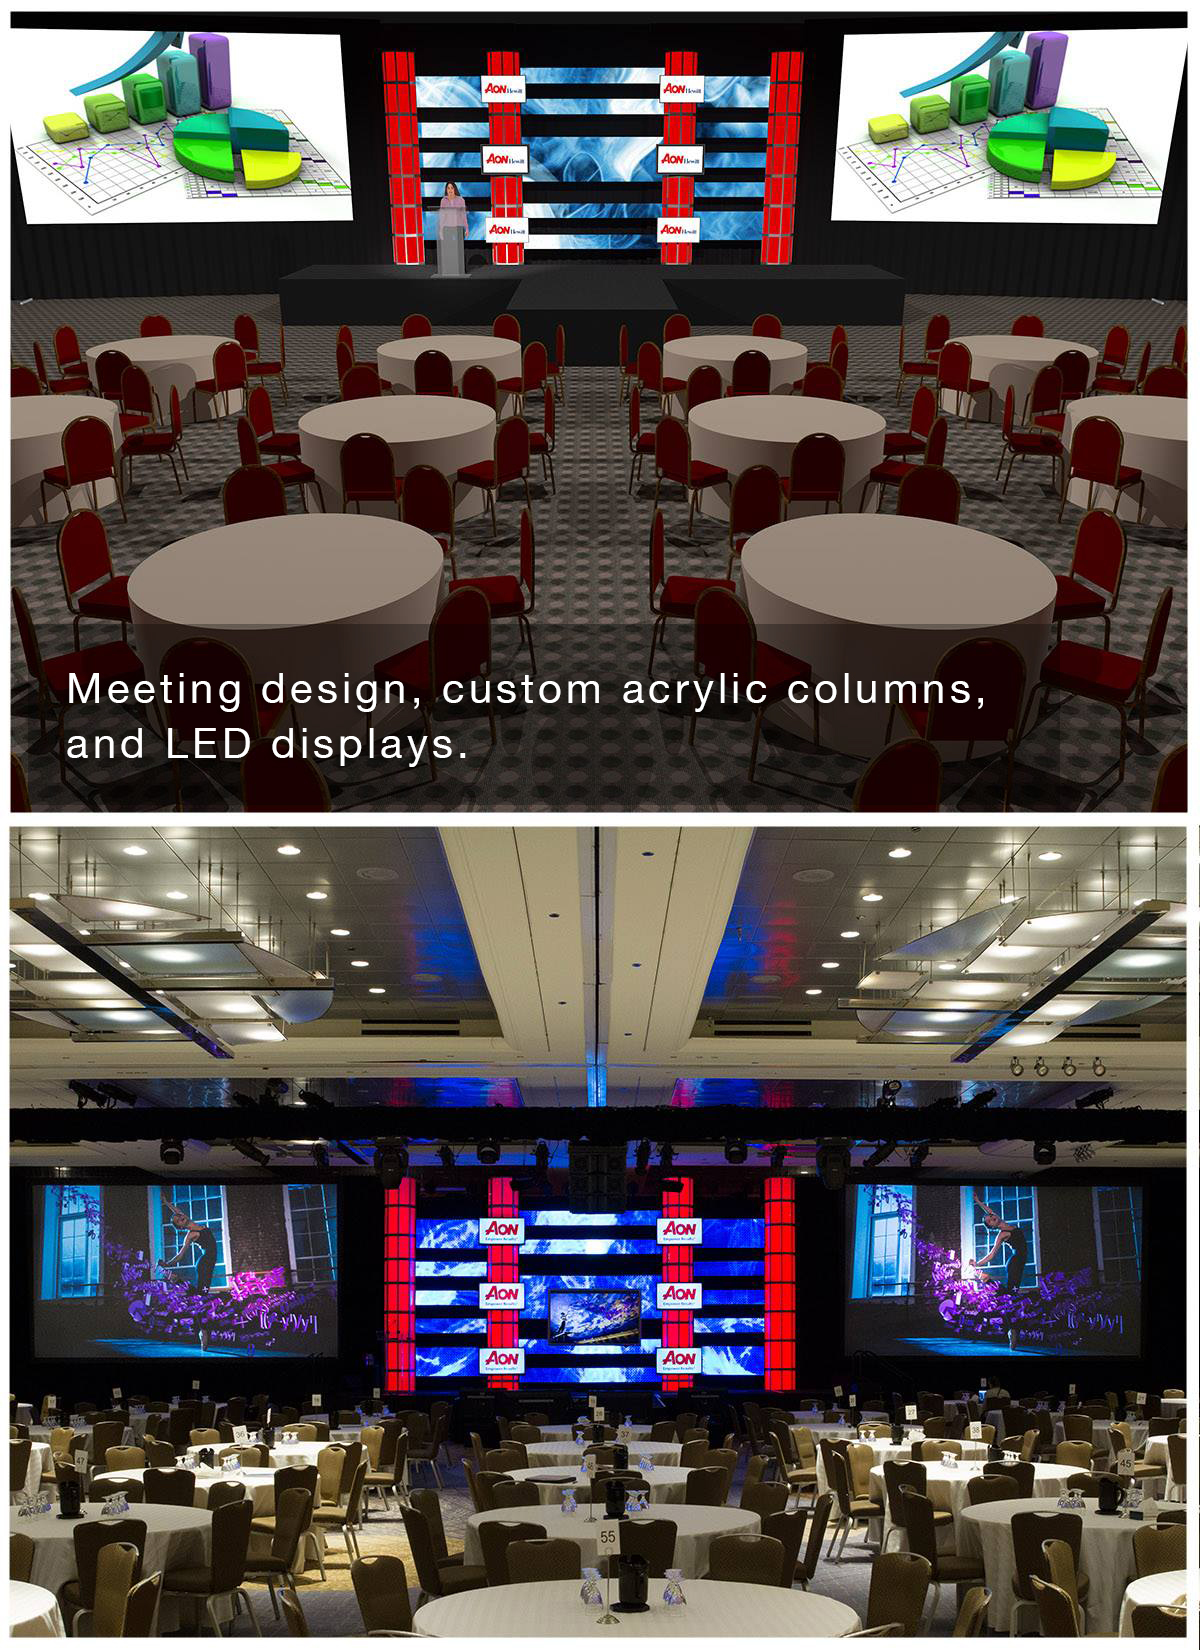 AON Hewitt AON Hewitt
AON Hewitt AON Hewitt
AON Hewitt AON Hewitt
Meeting design, custom acrylic columns,
and LED displays.
AON AON
Empower Results® Empower Results®
AON AON
Empower Results® Empower Results®
AON AON
Empower Results® Empower Results®
36
37
38
47
45
55